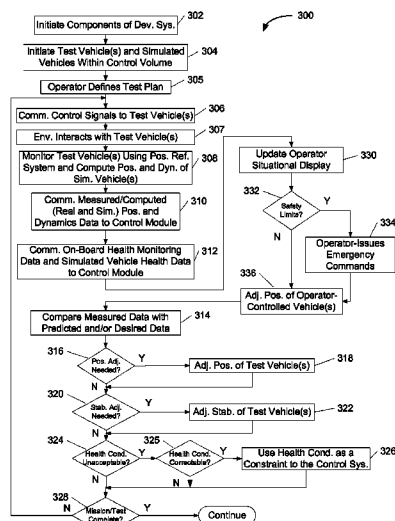 300
302
Initiate Components of Dev. Sys.
304
Initiate Test Vehicle(s) and Simulated
Vehicles Within Control Volume
305
Operator Defines Test Plan
306
Comm. Control Signals to Test Vehicle(s)
307
Env. Interacts with Test Vehicle(s)
308
Monitor Test Vehicle(s) Using Pos. Ref.
System and Compute Pos. and Dyn. of
Sim. Vehicle(s)
310
Comm. Measured/Computed
(Real and Sim.) Pos. and
Dynamics Data to Control Module
312
Comm. On-Board Health Monitoring
Data and Simulated Vehicle Health Data
to Control Module
330
Update Operator
Situational Display
332
Safety
Limits?
Y
N
334
Operator-Issues
Emergency
Commands
336
Adj. Pos. of Operator-
Controlled Vehicle(s)
314
Compare Measured Data with
Predicted and/or Desired Data
316
Pos. Adj.
Needed?
Y
N
318
Adj. Pos. of Test Vehicle(s)
320
Stab. Adj.
Needed?
Y
N
322
Adj. Stab. of Test Vehicle(s)
324
Health Cond.
Unacceptable?
Y
N
325
Health Cond.
Correctable?
Y
N
326
Use Health Cond. as a
Constraint to the Control Sys.
328
Mission/Test
Complete?
N
Y
Continue